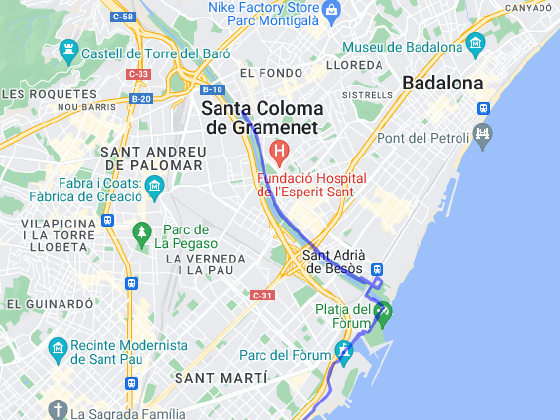 C-58
Nike Factory Store
Parc Montigalà
CANYADÓ
Castell de Torre del Baró
Museu de Badalona
LLOREDA
EL FONDO
C-33
Badalona
B-10
LES ROQUETES
NOU BARRIS
B-20
SISTRELLS
Santa Coloma
de Gramenet
Pont del Petroli
SANT ANDREU
DE PALOMAR
H
Fundació Hospital
de l'Esperit Sant
Fabra i Coats:
Fàbrica de Creació
VILAPICINA
I LA TORRE
LLOBETA
Parc de
La Pegaso
LA VERNEDA
I LA PAU
Sant Adrià
de Besòs
C-31
EL GUINARDÓ
Platja del
Fòrum
Recinte Modernista
de Sant Pau
Parc del Fòrum
SANT MARTÍ
La Sagrada Família